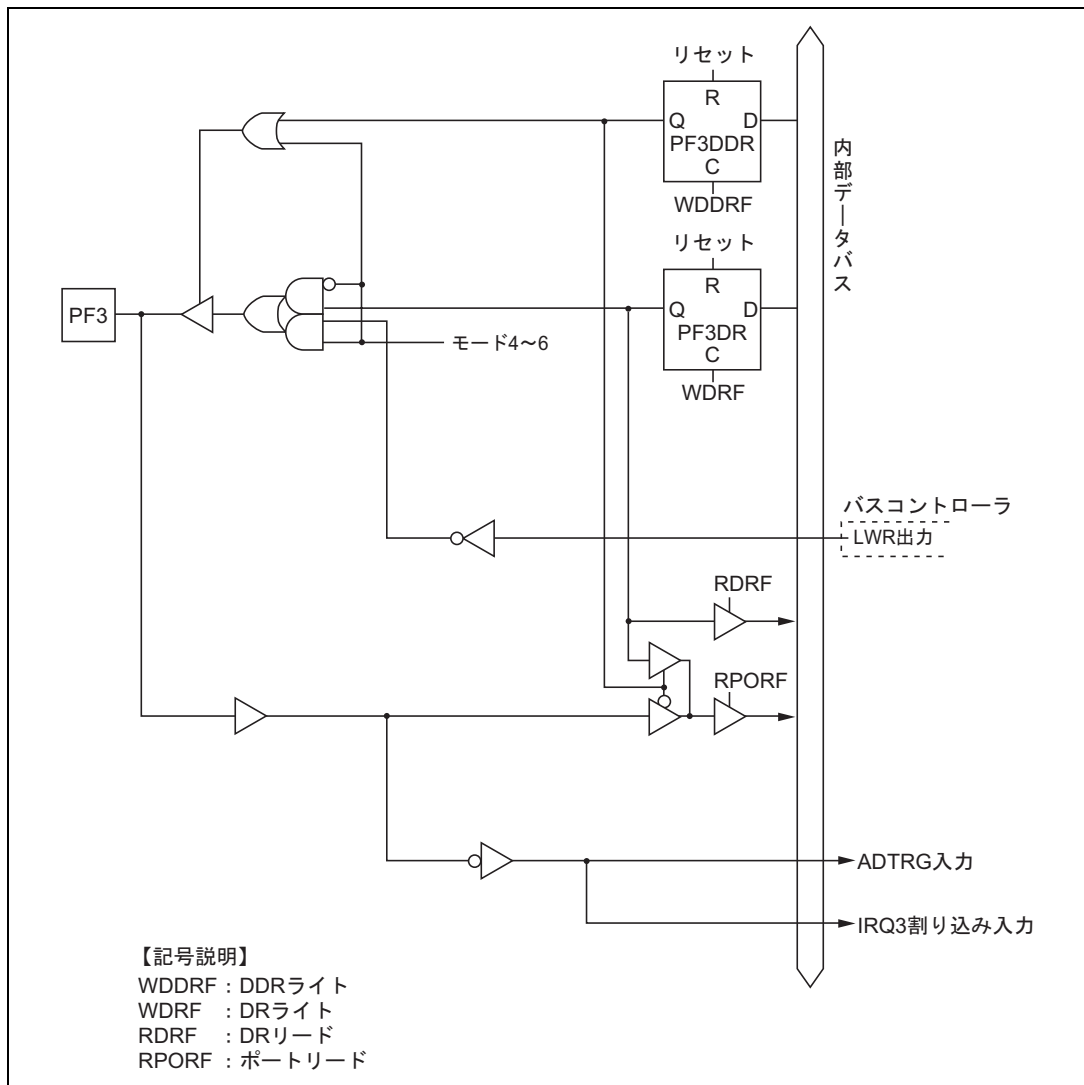 リセット
R
Q D
PF3DDR
C
WDDRF
内部データバス
リセット
R
Q D
PF3DR
C
WDRF
PF3
モード4～6
バスコントローラ
LWR出力
RDRF
RPORF
ADTRG入力
IRQ3割り込み入力
【記号説明】
WDDRF : DDRライト
WDRF : DRライト
RDRF : DRリード
RPORF : ポートリード